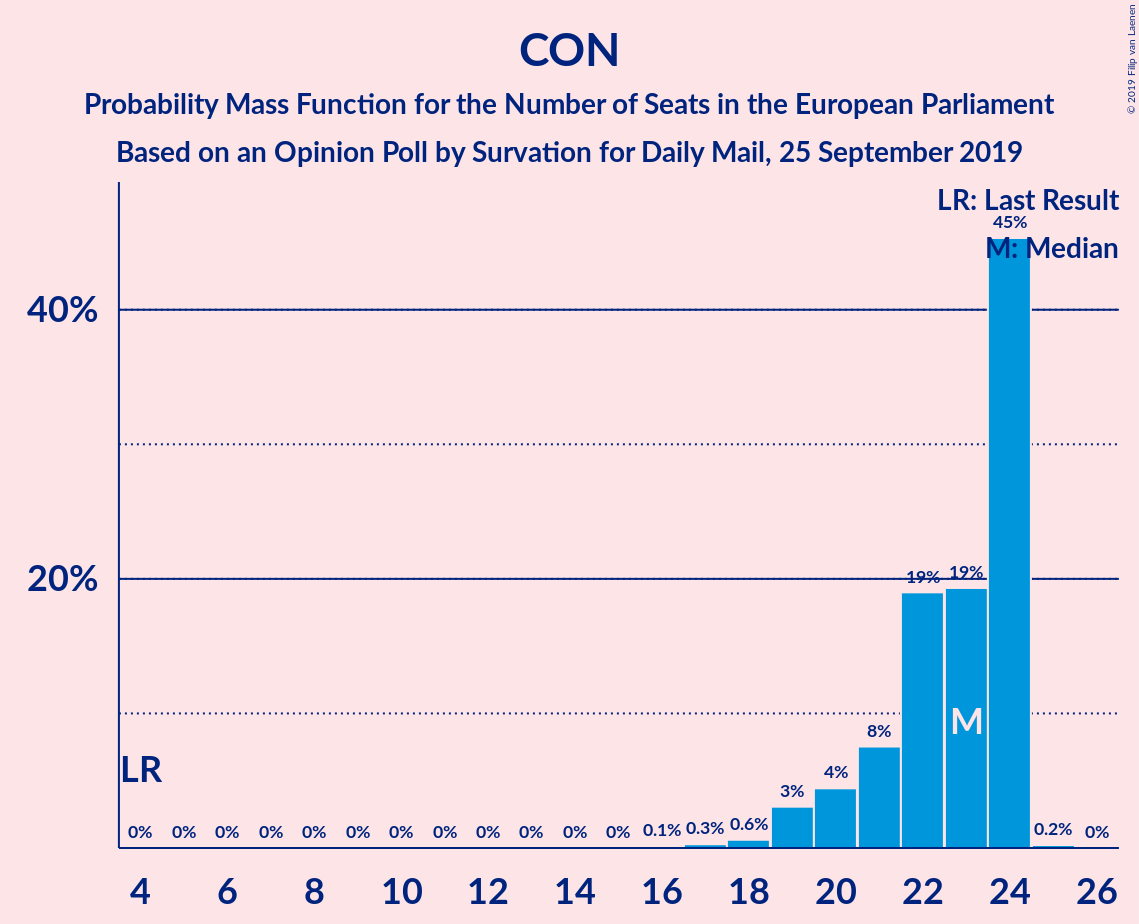 CON
Probability Mass Function for the Number of Seats in the European Parliament
Based on an Opinion Poll by Survation for Daily Mail, 25 September 2019
© 2019 Filip van Laenen
LR: Last Result
45%
M: Median
40%
20%
19% 19%
M
8%
LR
4%
3%
0% 0% 0% 0% 0% 0% 0% 0% 0% 0% 0% 0% 0.1% 0.3% 0.6% 0.2% 0%
4 6 8 10 12 14 16 18 20 22 24 26